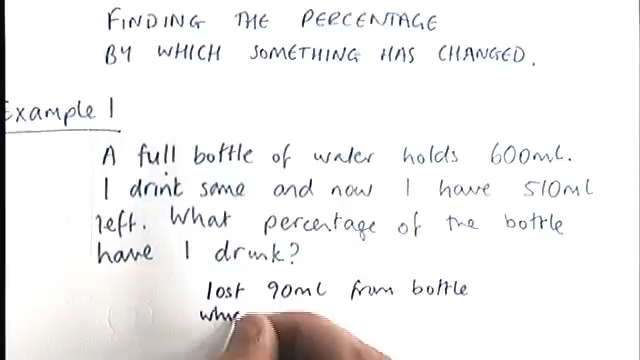 FINDING THE PERCENTAGE
BY WHICH SOMETHING HAS CHANGED.
Example 1
A full bottle of water holds 600ml.
I drink some and now I have 510ml
left. What percentage of the bottle
have I drunk?
lost 90ml from bottle